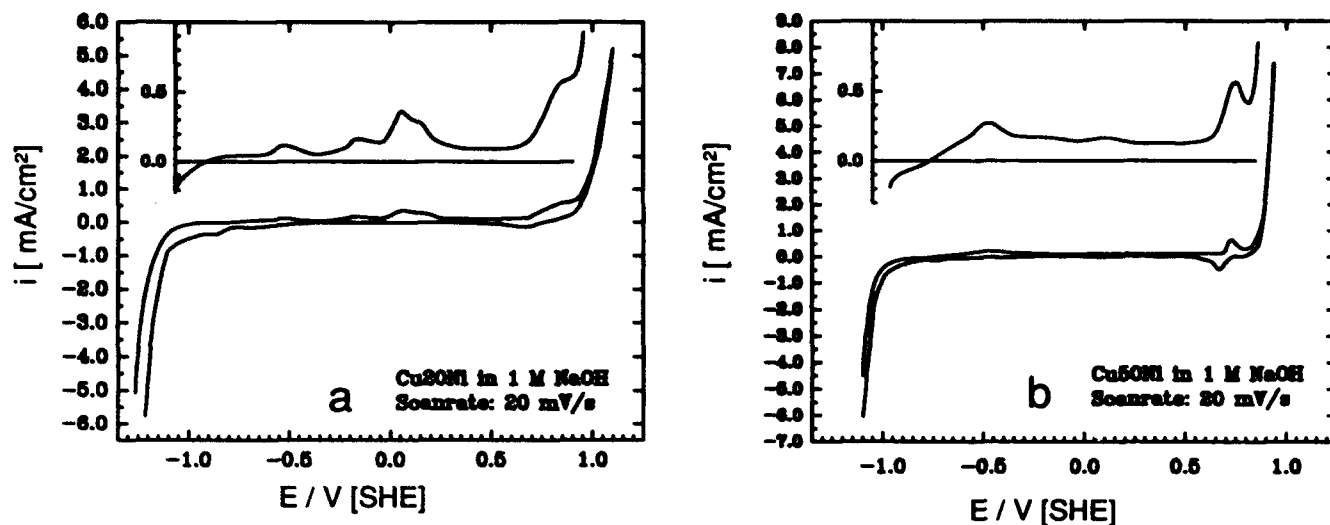 6.0
5.0
4.0
3.0
2.0
1.0
0.0
−1.0
−2.0
−3.0
−4.0
−5.0
−6.0
0.5
0.0
i [ mA/cm²]
Cu20Ni in 1 M NaOH
Scanrate: 20 mV/s
a
−1.0 −0.5 0.0 0.5 1.0
E / V [SHE]
9.0
8.0
7.0
6.0
5.0
4.0
3.0
2.0
1.0
0.0
−1.0
−2.0
−3.0
−4.0
−5.0
−6.0
−7.0
0.5
0.0
i [ mA/cm²]
Cu50Ni in 1 M NaOH
Scanrate: 20 mV/s
b
−1.0 −0.5 0.0 0.5 1.0
E / V [SHE]